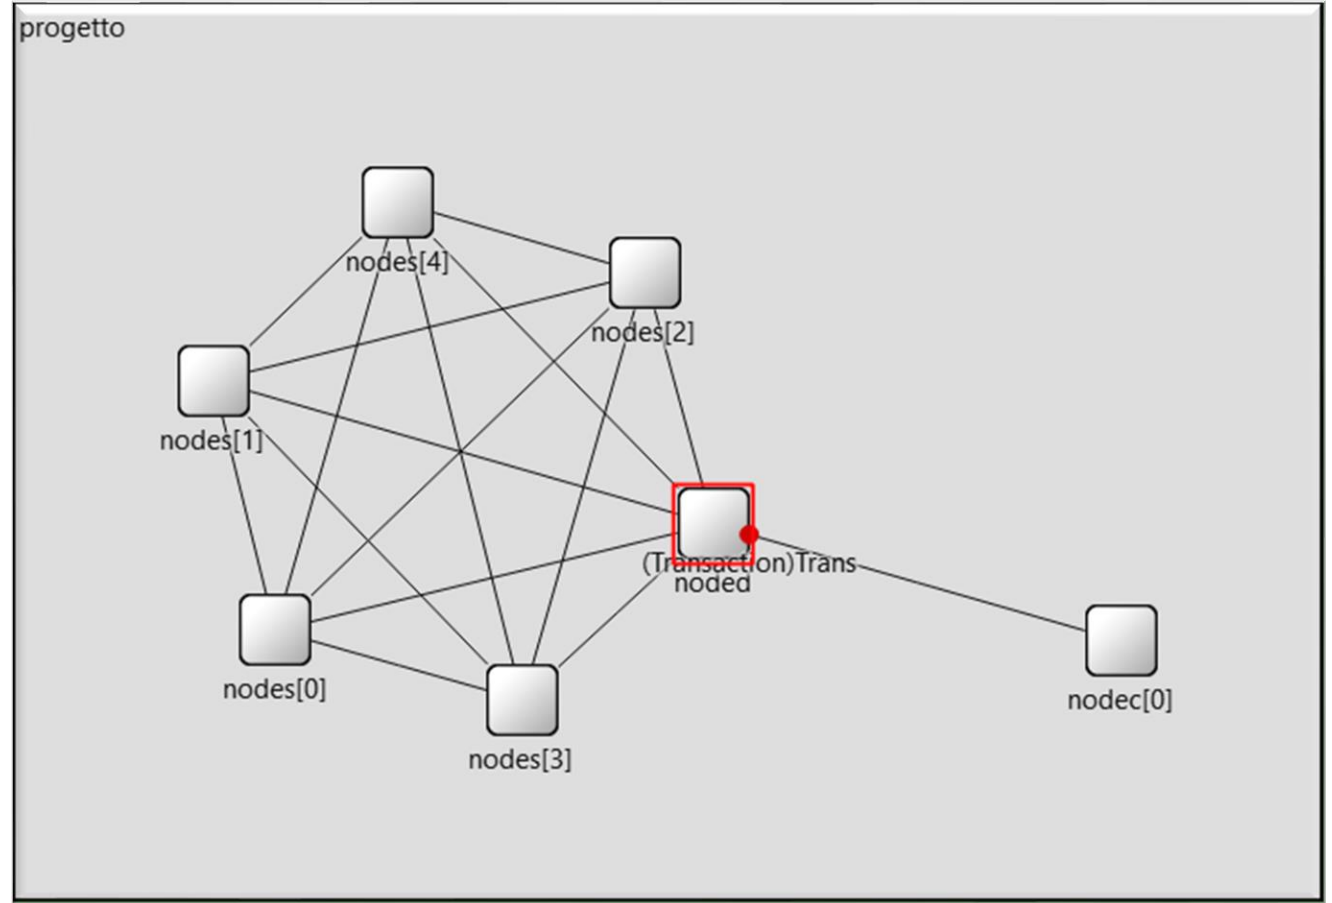 progetto
nodes[4]
nodes[2]
nodes[1]
(Transaction)Trans
noded
nodes[0]
nodec[0]
nodes[3]